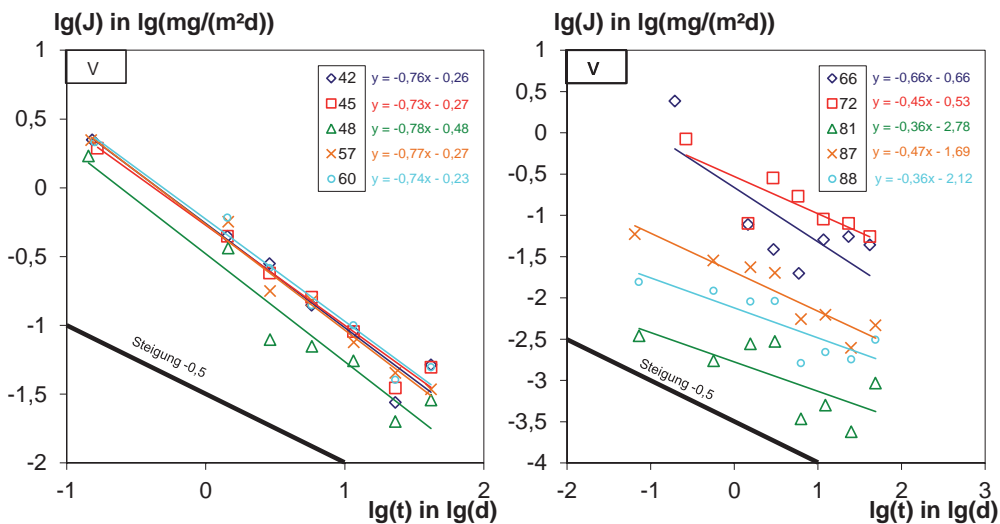 lg(J) in lg(mg/(m²d))
V
42 y = -0,76x - 0,26
45 y = -0,73x - 0,27
48 y = -0,78x - 0,48
57 y = -0,77x - 0,27
60 y = -0,74x - 0,23
1
0,5
0
-0,5
-1
-1,5
-2
Steigung -0,5
-1
0
1
2
lg(t) in lg(d)
lg(J) in lg(mg/(m²d))
V
66 y = -0,66x - 0,66
72 y = -0,45x - 0,53
81 y = -0,36x - 2,78
87 y = -0,47x - 1,69
88 y = -0,36x - 2,12
1
0,5
0
-0,5
-1
-1,5
-2
-2,5
-3
-3,5
-4
Steigung -0,5
-2
-1
0
1
2
3
lg(t) in lg(d)